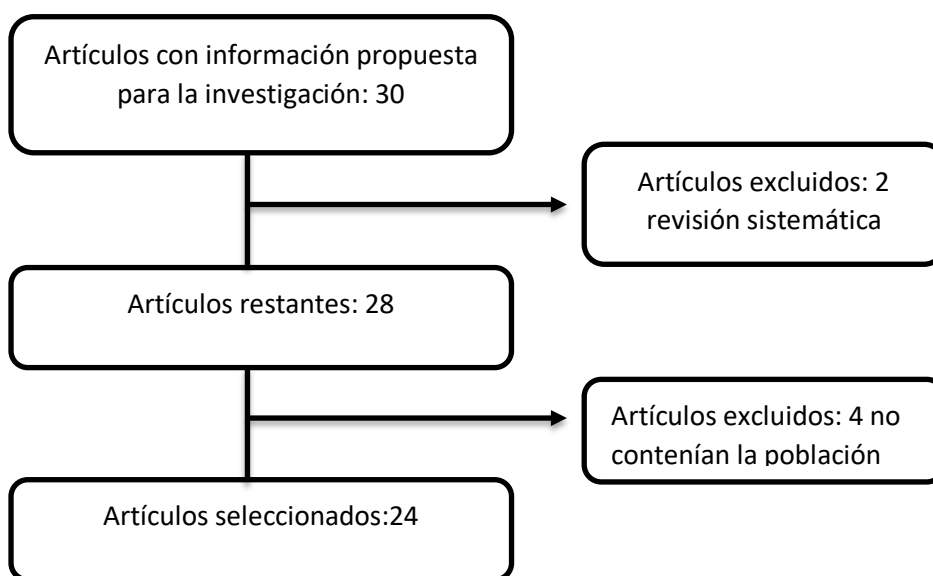 Artículos con información propuesta
para la investigación: 30
Artículos excluidos: 2
revisión sistemática
Artículos restantes: 28
Artículos excluidos: 4 no
contenían la población
Artículos seleccionados:24